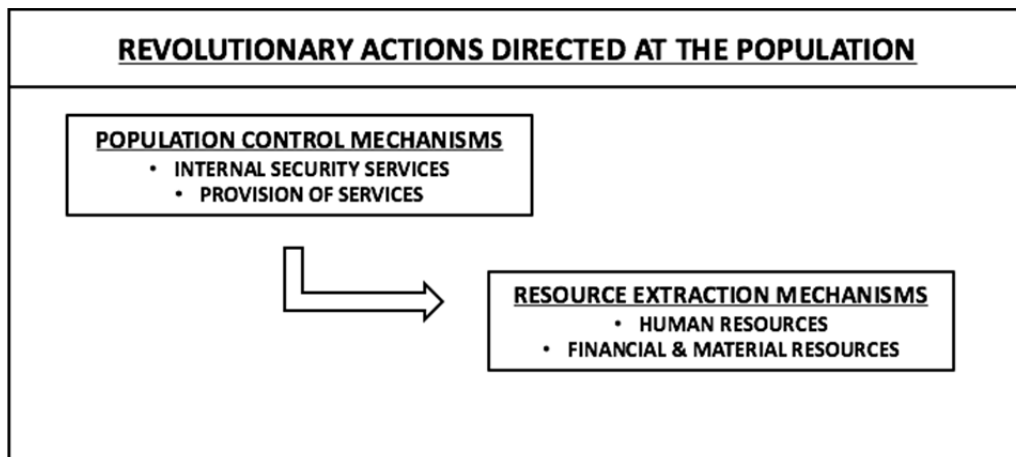 REVOLUTIONARY ACTIONS DIRECTED AT THE POPULATION
POPULATION CONTROL MECHANISMS
• INTERNAL SECURITY SERVICES
• PROVISION OF SERVICES
RESOURCE EXTRACTION MECHANISMS
• HUMAN RESOURCES
• FINANCIAL & MATERIAL RESOURCES